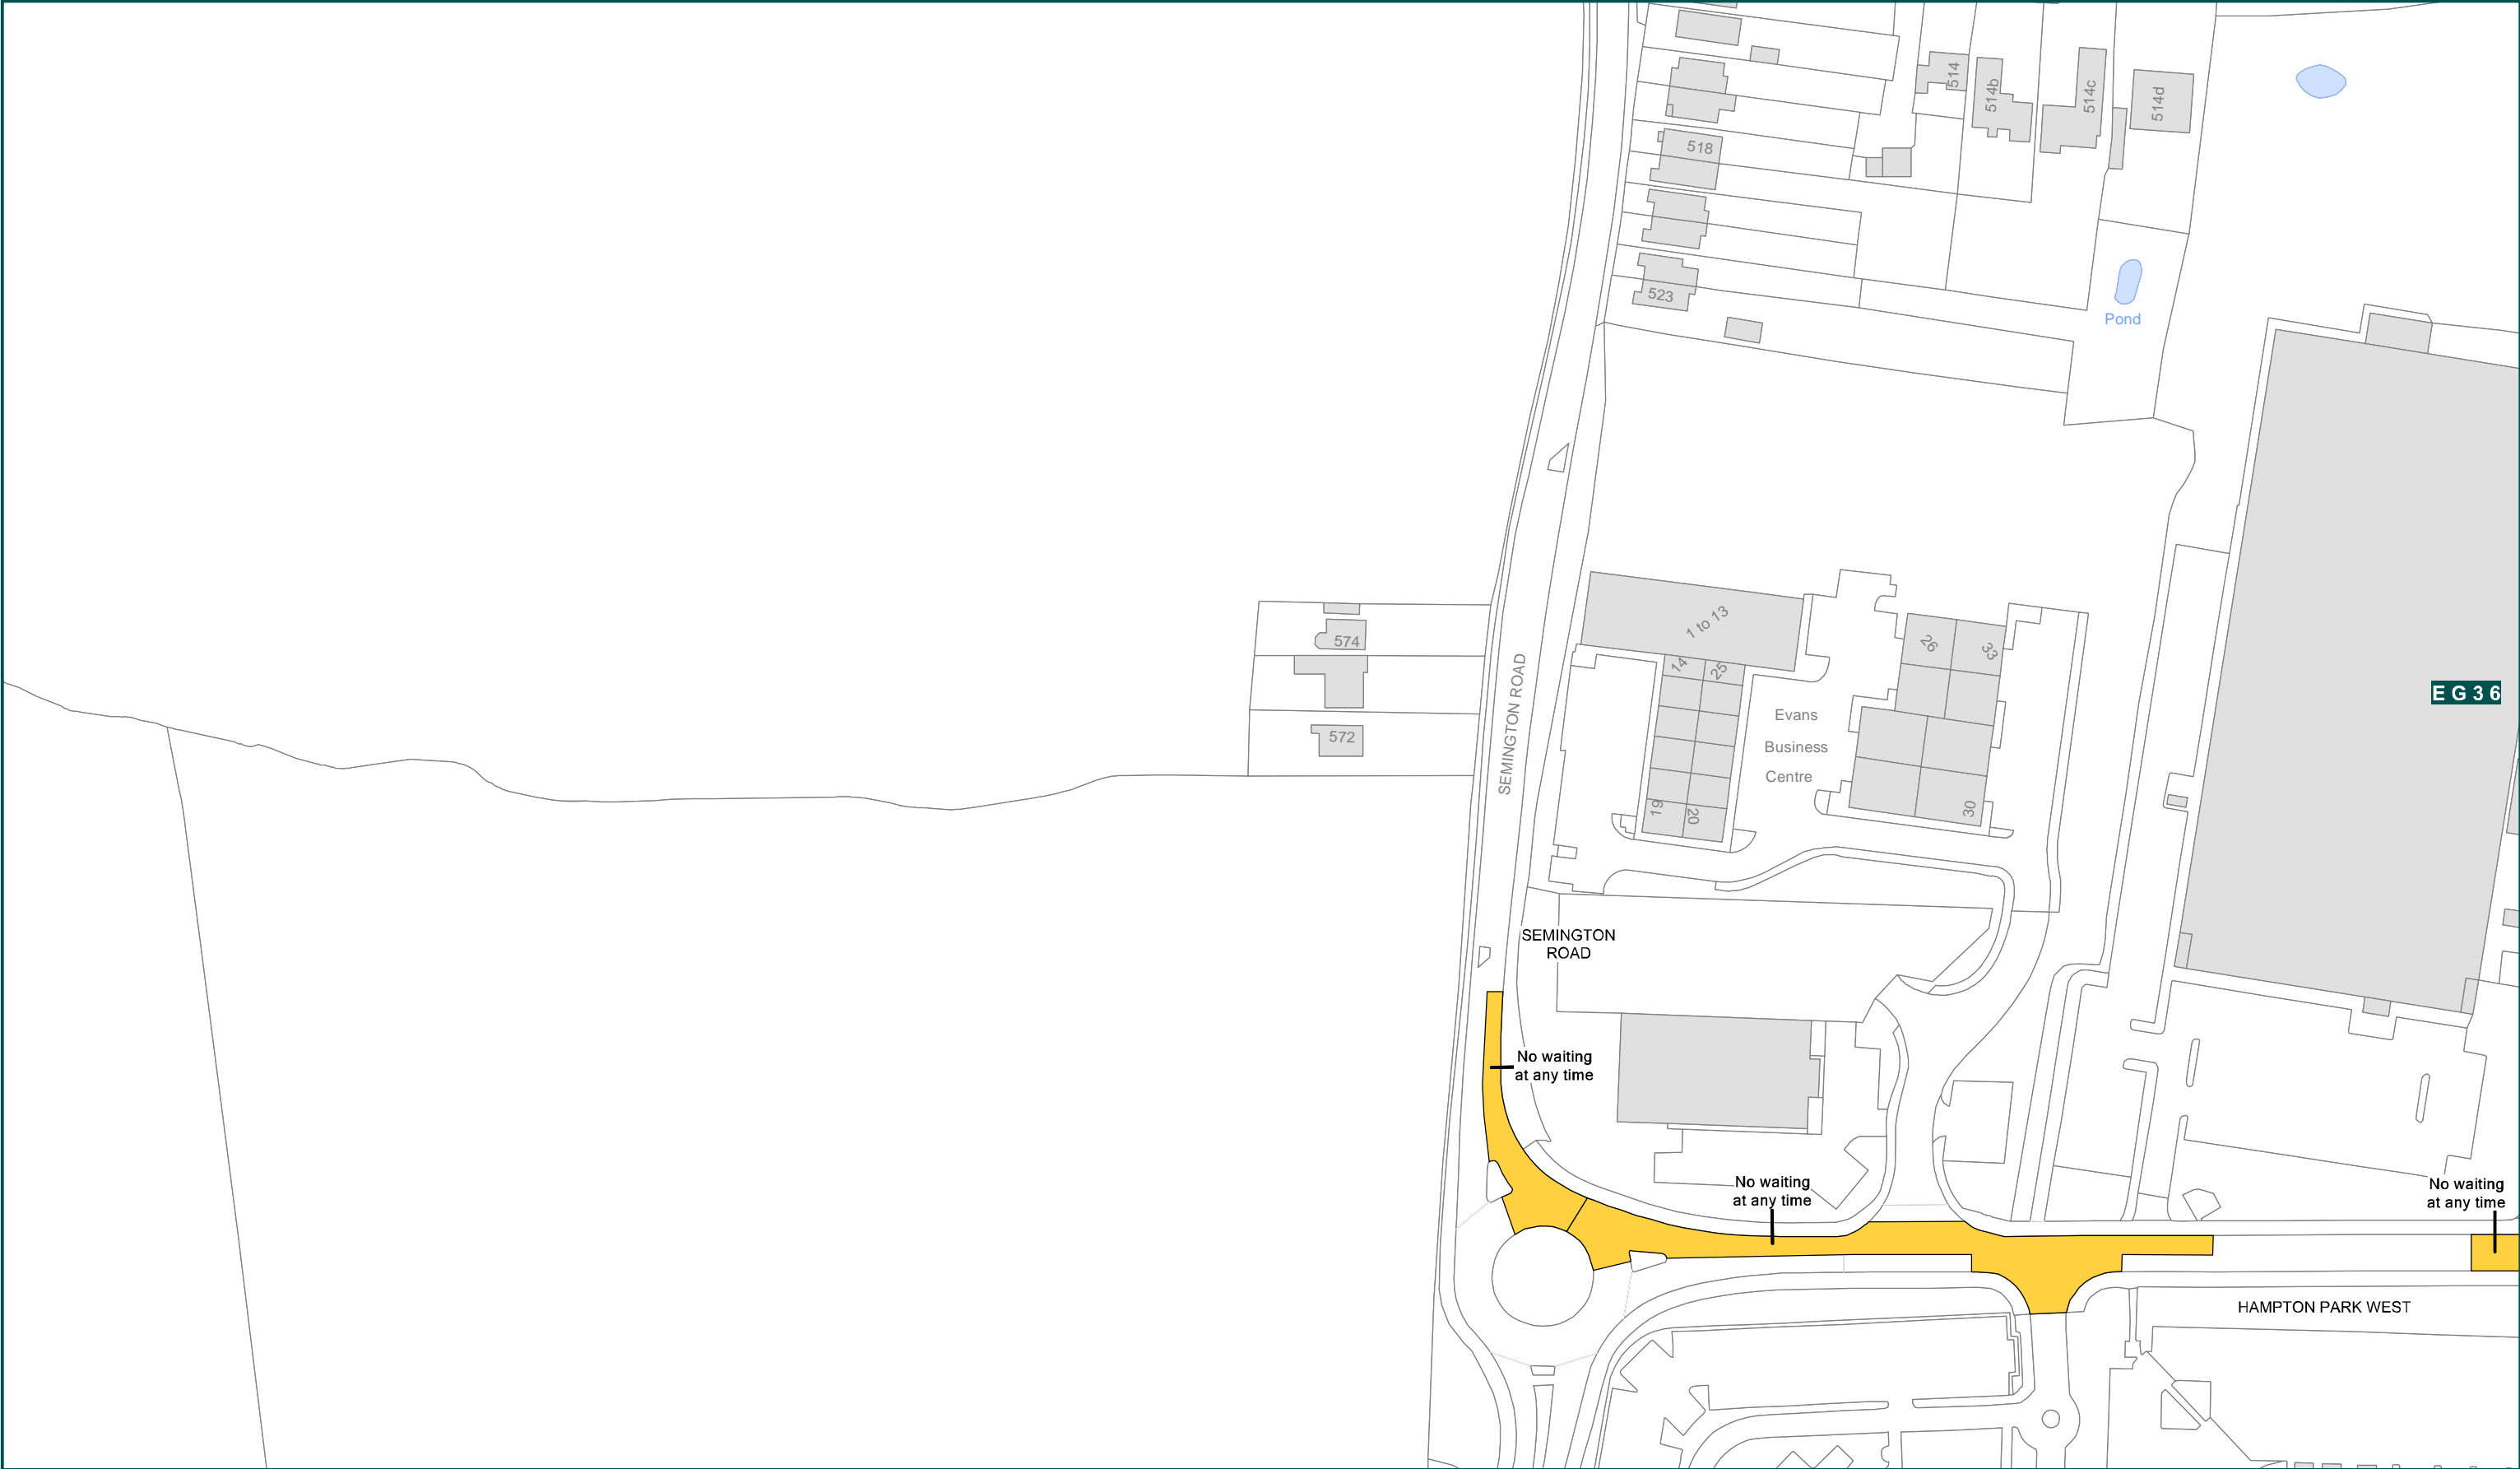 514
514b
514c
514d
518
523
Pond
574
572
SEMINGTON ROAD
1 to 13
14
25
26
33
19
20
30
Evans
Business
Centre
EG36
SEMINGTON
ROAD
No waiting
at any time
No waiting
at any time
No waiting
at any time
HAMPTON PARK WEST